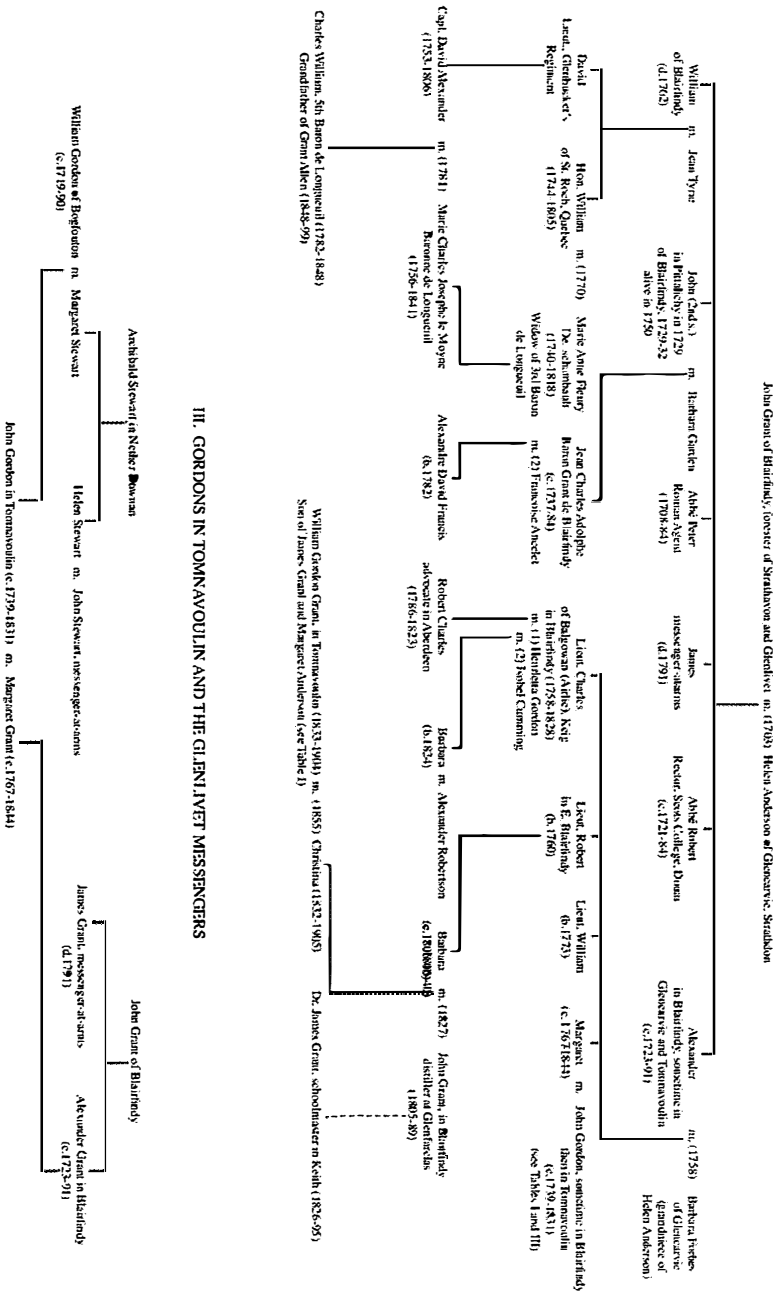 John Grant of Blairfindy, forester of Strathavon and Glenlivet m. (1708) Helen Anderson of Glencarvie, Strathdon
William
of Blairfindy
(d.1762)
m. Jean Tyrie
John (2nd s.)
in Pittahchy in 1729
of Blairfindy, 1729-32
alive in 1750
m. Barbara Garden
Abbé Peter
Roman Agent
(1708-84)
James
messenger-at-arms
(d.1791)
Abbé Robert
Rector, Scots College, Douai
(c.1721-84)
Alexander
in Blairfindy, sometime in
Glencarvie and Tomnavoulin
(c.1723-91)
m. (1758)
Barbara Forbes
of Glencarvie
(grandniece of
Helen Anderson)
David
Lieut., Glenbucket's
Regiment
Hon. William
of St. Roch, Quebec
(1744-1805)
m. (1770)
Marie Anne Fleury
Deschambault
(1740-1818)
Widow of 3rd Baron
de Longueuil
Jean Charles Adolphe
Baron Grant de Blairfindy
(c.1737-84)
m. (2) Francoise Ancelet
Lieut. Charles
of Balgowan (Airlie), Keig
in Blairfindy (1758-1828)
m. (1) Henrietta Gordon
m. (2) Isobel Cumming
Lieut. Robert
in E. Blairfindy
(b.1760)
Lieut. William
(b.1773)
Margaret
(c.1767-1844)
m.
John Gordon, sometime in Blairfindy
then in Tomnavoulin
(c.1739-1831)
(see Tables I and III)
Capt. David Alexander
(1753-1806)
m. (1781)
Marie Charles Josephe le Moyne
Baronne de Longueuil
(1756-1841)
Alexandre David Francis
(b.1782)
Robert Charles
advocate in Aberdeen
(1786-1823)
Barbara
(b.1824)
m. Alexander Robertson
Barbara
m. (1827)
John Grant, in Blairfindy
distiller at Glenfarclas
(1805-89)
Charles William, 5th Baron de Longueuil (1782-1848)
Grandfather of Grant Allen (1848-99)
William Gordon Grant, in Tomnavoulin (1833-1904) m. (1855) Christina (1832-1905)
Son of James Grant and Margaret Anderson (see Table I)
Dr. James Grant, schoolmaster in Keith (1826-95)
III. GORDONS IN TOMNAVOULIN AND THE GLENLIVET MESSENGERS
Archibald Stewart in Nether Downan
John Grant of Blairfindy
William Gordon of Bogfouton
(c.1719-90)
m. Margaret Stewart
Helen Stewart m. John Stewart, messenger-at-arms
James Grant, messenger-at-arms
(d.1791)
Alexander Grant in Blairfindy
(c.1723-91)
John Gordon in Tomnavoulin (c.1739-1831) m. Margaret Grant (c.1767-1844)